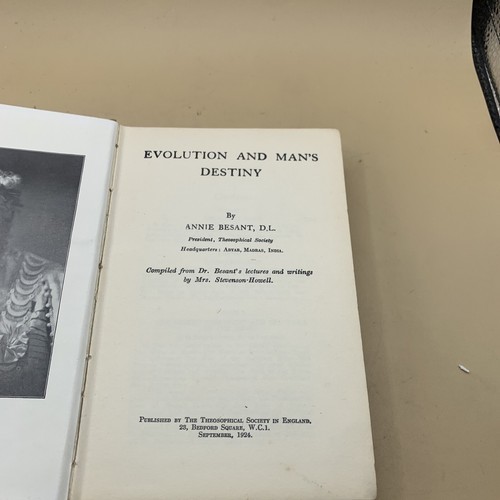 EVOLUTION AND MAN'S
DESTINY
By
ANNIE BESANT, D.L.
President, Theosophical Society
Headquarters: ADYAR, MADRAS, INDIA.
Compiled from Dr. Besant's lectures and writings
by Mrs. Stevenson-Howell.
PUBLISHED BY THE THEOSOPHICAL SOCIETY IN ENGLAND,
23, BEDFORD SQUARE, W.C.1.
SEPTEMBER, 1924.